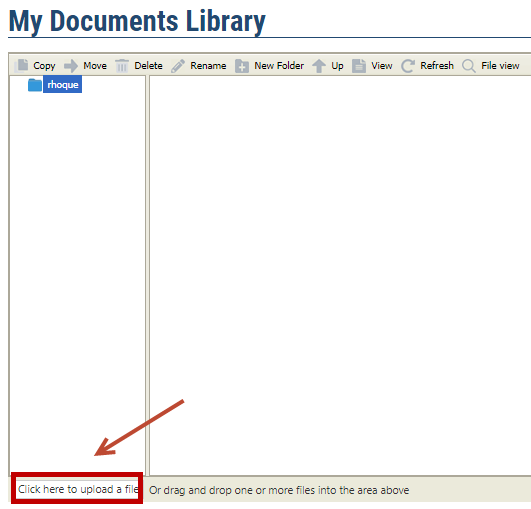 My Documents Library
Copy Move Delete Rename New Folder Up View Refresh File view
rhoque
Click here to upload a file Or drag and drop one or more files into the area above